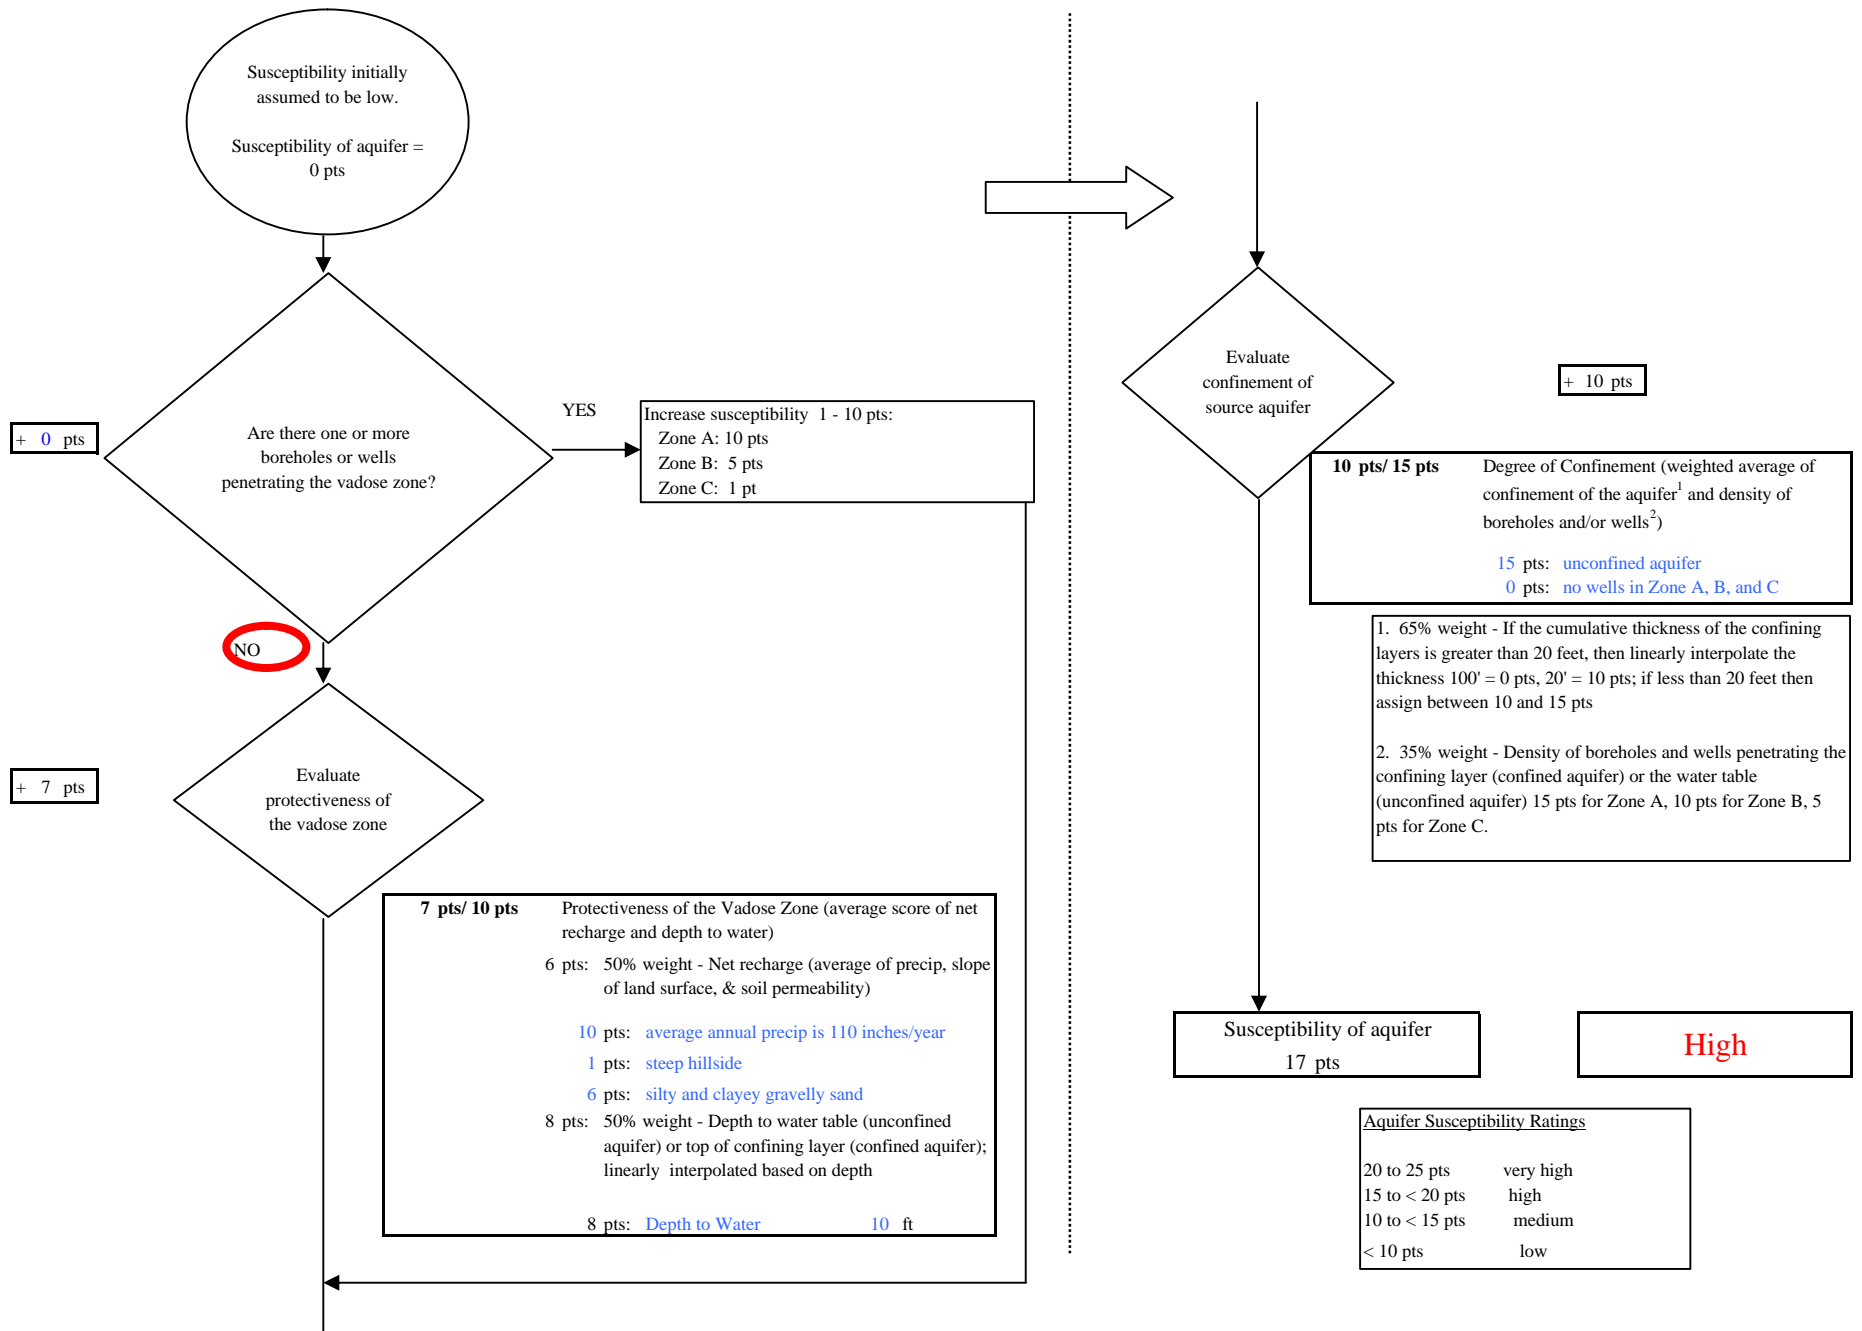 Susceptibility initially
assumed to be low.
Susceptibility of aquifer =
0 pts
+ 0 pts
Are there one or more
boreholes or wells
penetrating the vadose zone?
YES
Increase susceptibility 1 - 10 pts:
Zone A: 10 pts
Zone B: 5 pts
Zone C: 1 pt
NO
+ 7 pts
Evaluate
protectiveness of
the vadose zone
7 pts/ 10 pts Protectiveness of the Vadose Zone (average score of net
recharge and depth to water)
6 pts: 50% weight - Net recharge (average of precip, slope
of land surface, & soil permeability)
10 pts: average annual precip is 110 inches/year
1 pts: steep hillside
6 pts: silty and clayey gravelly sand
8 pts: 50% weight - Depth to water table (unconfined
aquifer) or top of confining layer (confined aquifer);
linearly interpolated based on depth
8 pts: Depth to Water 10 ft
Evaluate
confinement of
source aquifer
+ 10 pts
10 pts/ 15 pts Degree of Confinement (weighted average of
confinement of the aquifer1 and density of
boreholes and/or wells2)
15 pts: unconfined aquifer
0 pts: no wells in Zone A, B, and C
1. 65% weight - If the cumulative thickness of the confining
layers is greater than 20 feet, then linearly interpolate the
thickness 100' = 0 pts, 20' = 10 pts; if less than 20 feet then
assign between 10 and 15 pts
2. 35% weight - Density of boreholes and wells penetrating the
confining layer (confined aquifer) or the water table
(unconfined aquifer) 15 pts for Zone A, 10 pts for Zone B, 5
pts for Zone C.
Susceptibility of aquifer
17 pts
High
Aquifer Susceptibility Ratings
20 to 25 pts very high
15 to < 20 pts high
10 to < 15 pts medium
< 10 pts low